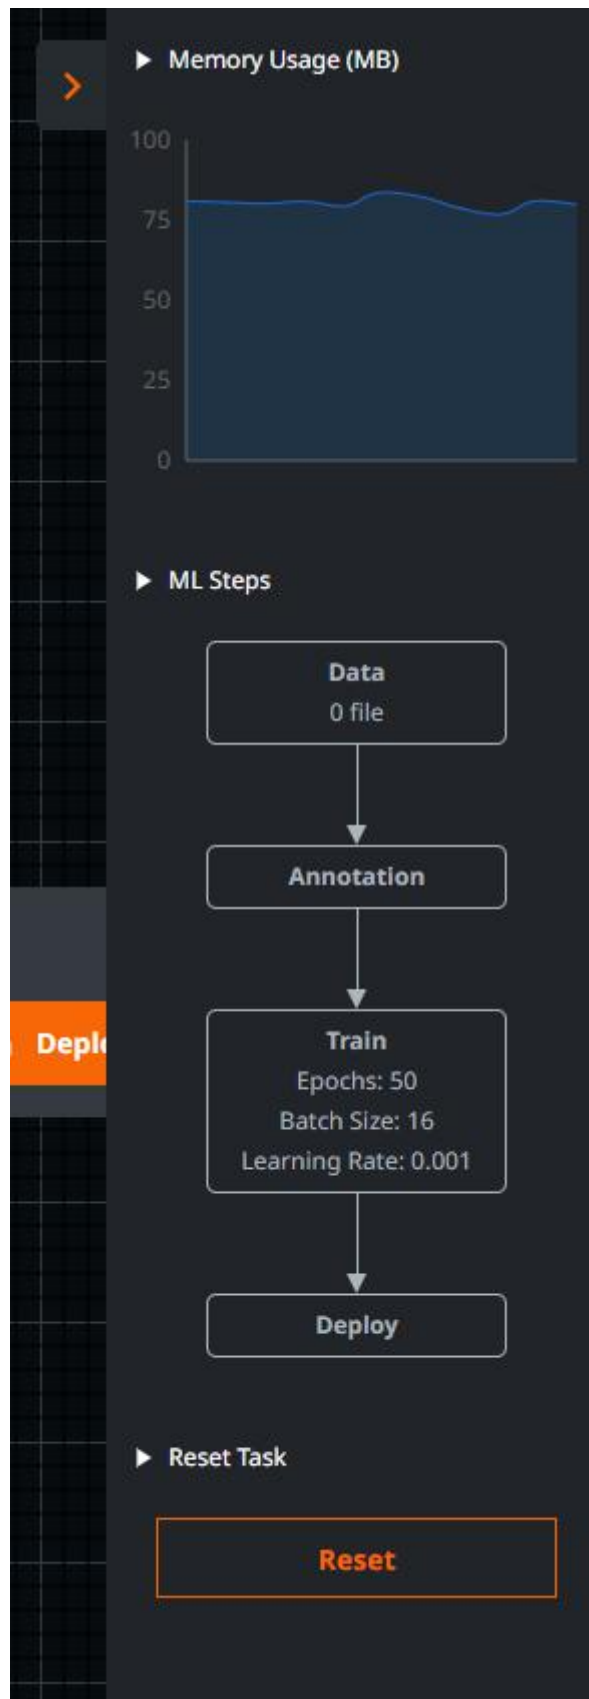 Memory Usage (MB)
100
75
50
25
0
ML Steps
Data
0 file
Annotation
Train
Epochs: 50
Batch Size: 16
Learning Rate: 0.001
Deploy
Reset Task
Reset